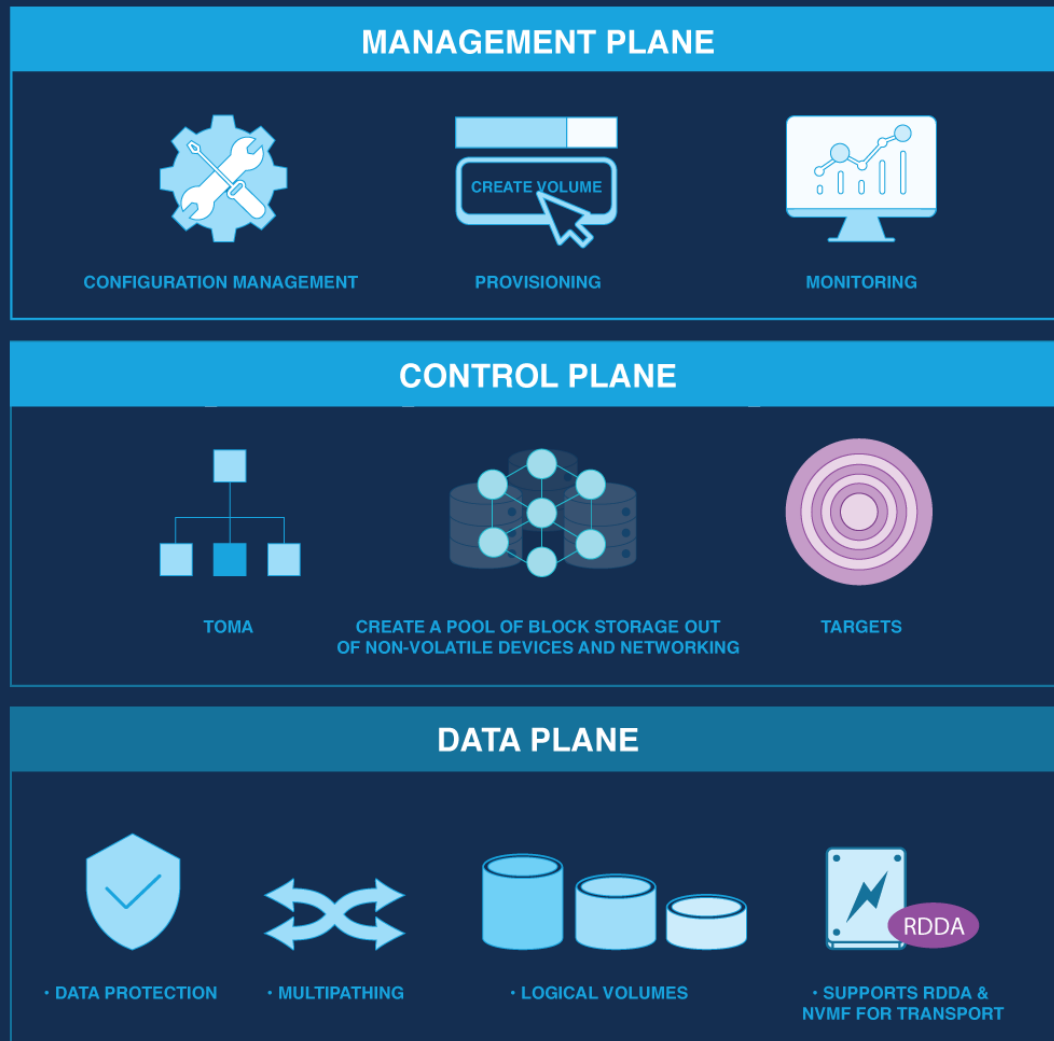 MANAGEMENT PLANE
CREATE VOLUME
CONFIGURATION MANAGEMENT
PROVISIONING
MONITORING
CONTROL PLANE
TOMA
CREATE A POOL OF BLOCK STORAGE OUT
OF NON-VOLATILE DEVICES AND NETWORKING
TARGETS
DATA PLANE
RDDA
• DATA PROTECTION
• MULTIPATHING
• LOGICAL VOLUMES
• SUPPORTS RDDA &
NVMF FOR TRANSPORT